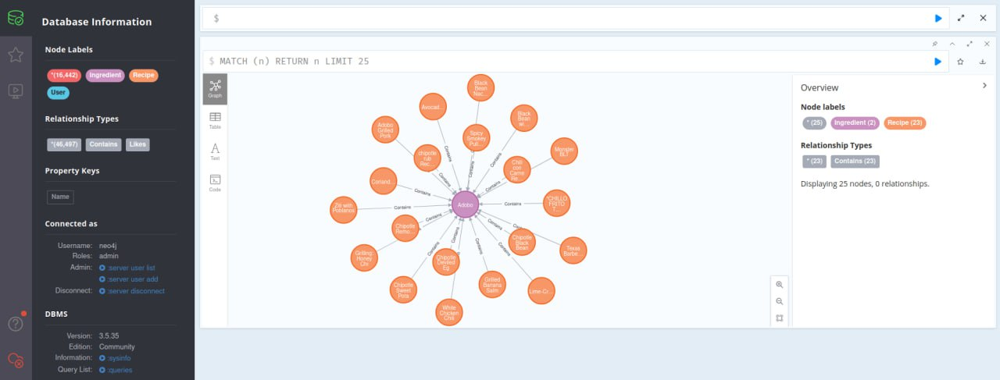 Database Information
Node Labels
*(16,442) Ingredient Recipe
User
Relationship Types
*(46,497) Contains Likes
Property Keys
Name
Connected as
Username: neo4j
Roles: admin
Admin: :server user list
:server user add
Disconnect: :server disconnect
DBMS
Version: 3.5.35
Edition: Community
Information: :sysinfo
Query List: :queries
$
$ MATCH (n) RETURN n LIMIT 25
Graph
Table
Text
Code
Black
Bean
Nac...
Avocad...
Black
Bean
wi...
Adobo
Grilled
Pork
Spicy
Smokey
Pull...
Monster
BLT
chipotle
rub
Rec...
Chili
con
Carne
Re...
Coriand...
Adobo
"CHILLO
FRITO
T...
Ziti with
Poblanos
Chipotle
Remo...
Chipotle
Black
Bean
Texas
Barbe...
Grilling:
Honey
Chi
Chipotle
Deviled
Eg
Chipotle
Sweet
Pota
Grilled
Banana
Salm
Lime-Cr...
White
Chicken
Chili
Contains
Contains
Contains
Contains
Contains
Contains
Contains
Contains
Contains
Contains
Contains
Contains
Contains
Contains
Overview
Node labels
* (25) Ingredient (2) Recipe (23)
Relationship Types
* (23) Contains (23)
Displaying 25 nodes, 0 relationships.